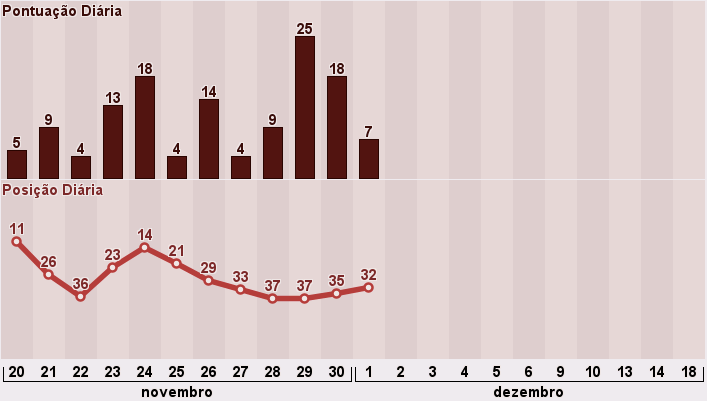 Pontuação Diária
5 9 4 13 18 4 14 4 9 25 18 7
Posição Diária
11 26 36 23 14 21 29 33 37 37 35 32
20 21 22 23 24 25 26 27 28 29 30 1 2 3 4 5 6 9 10 13 14 18
novembro dezembro